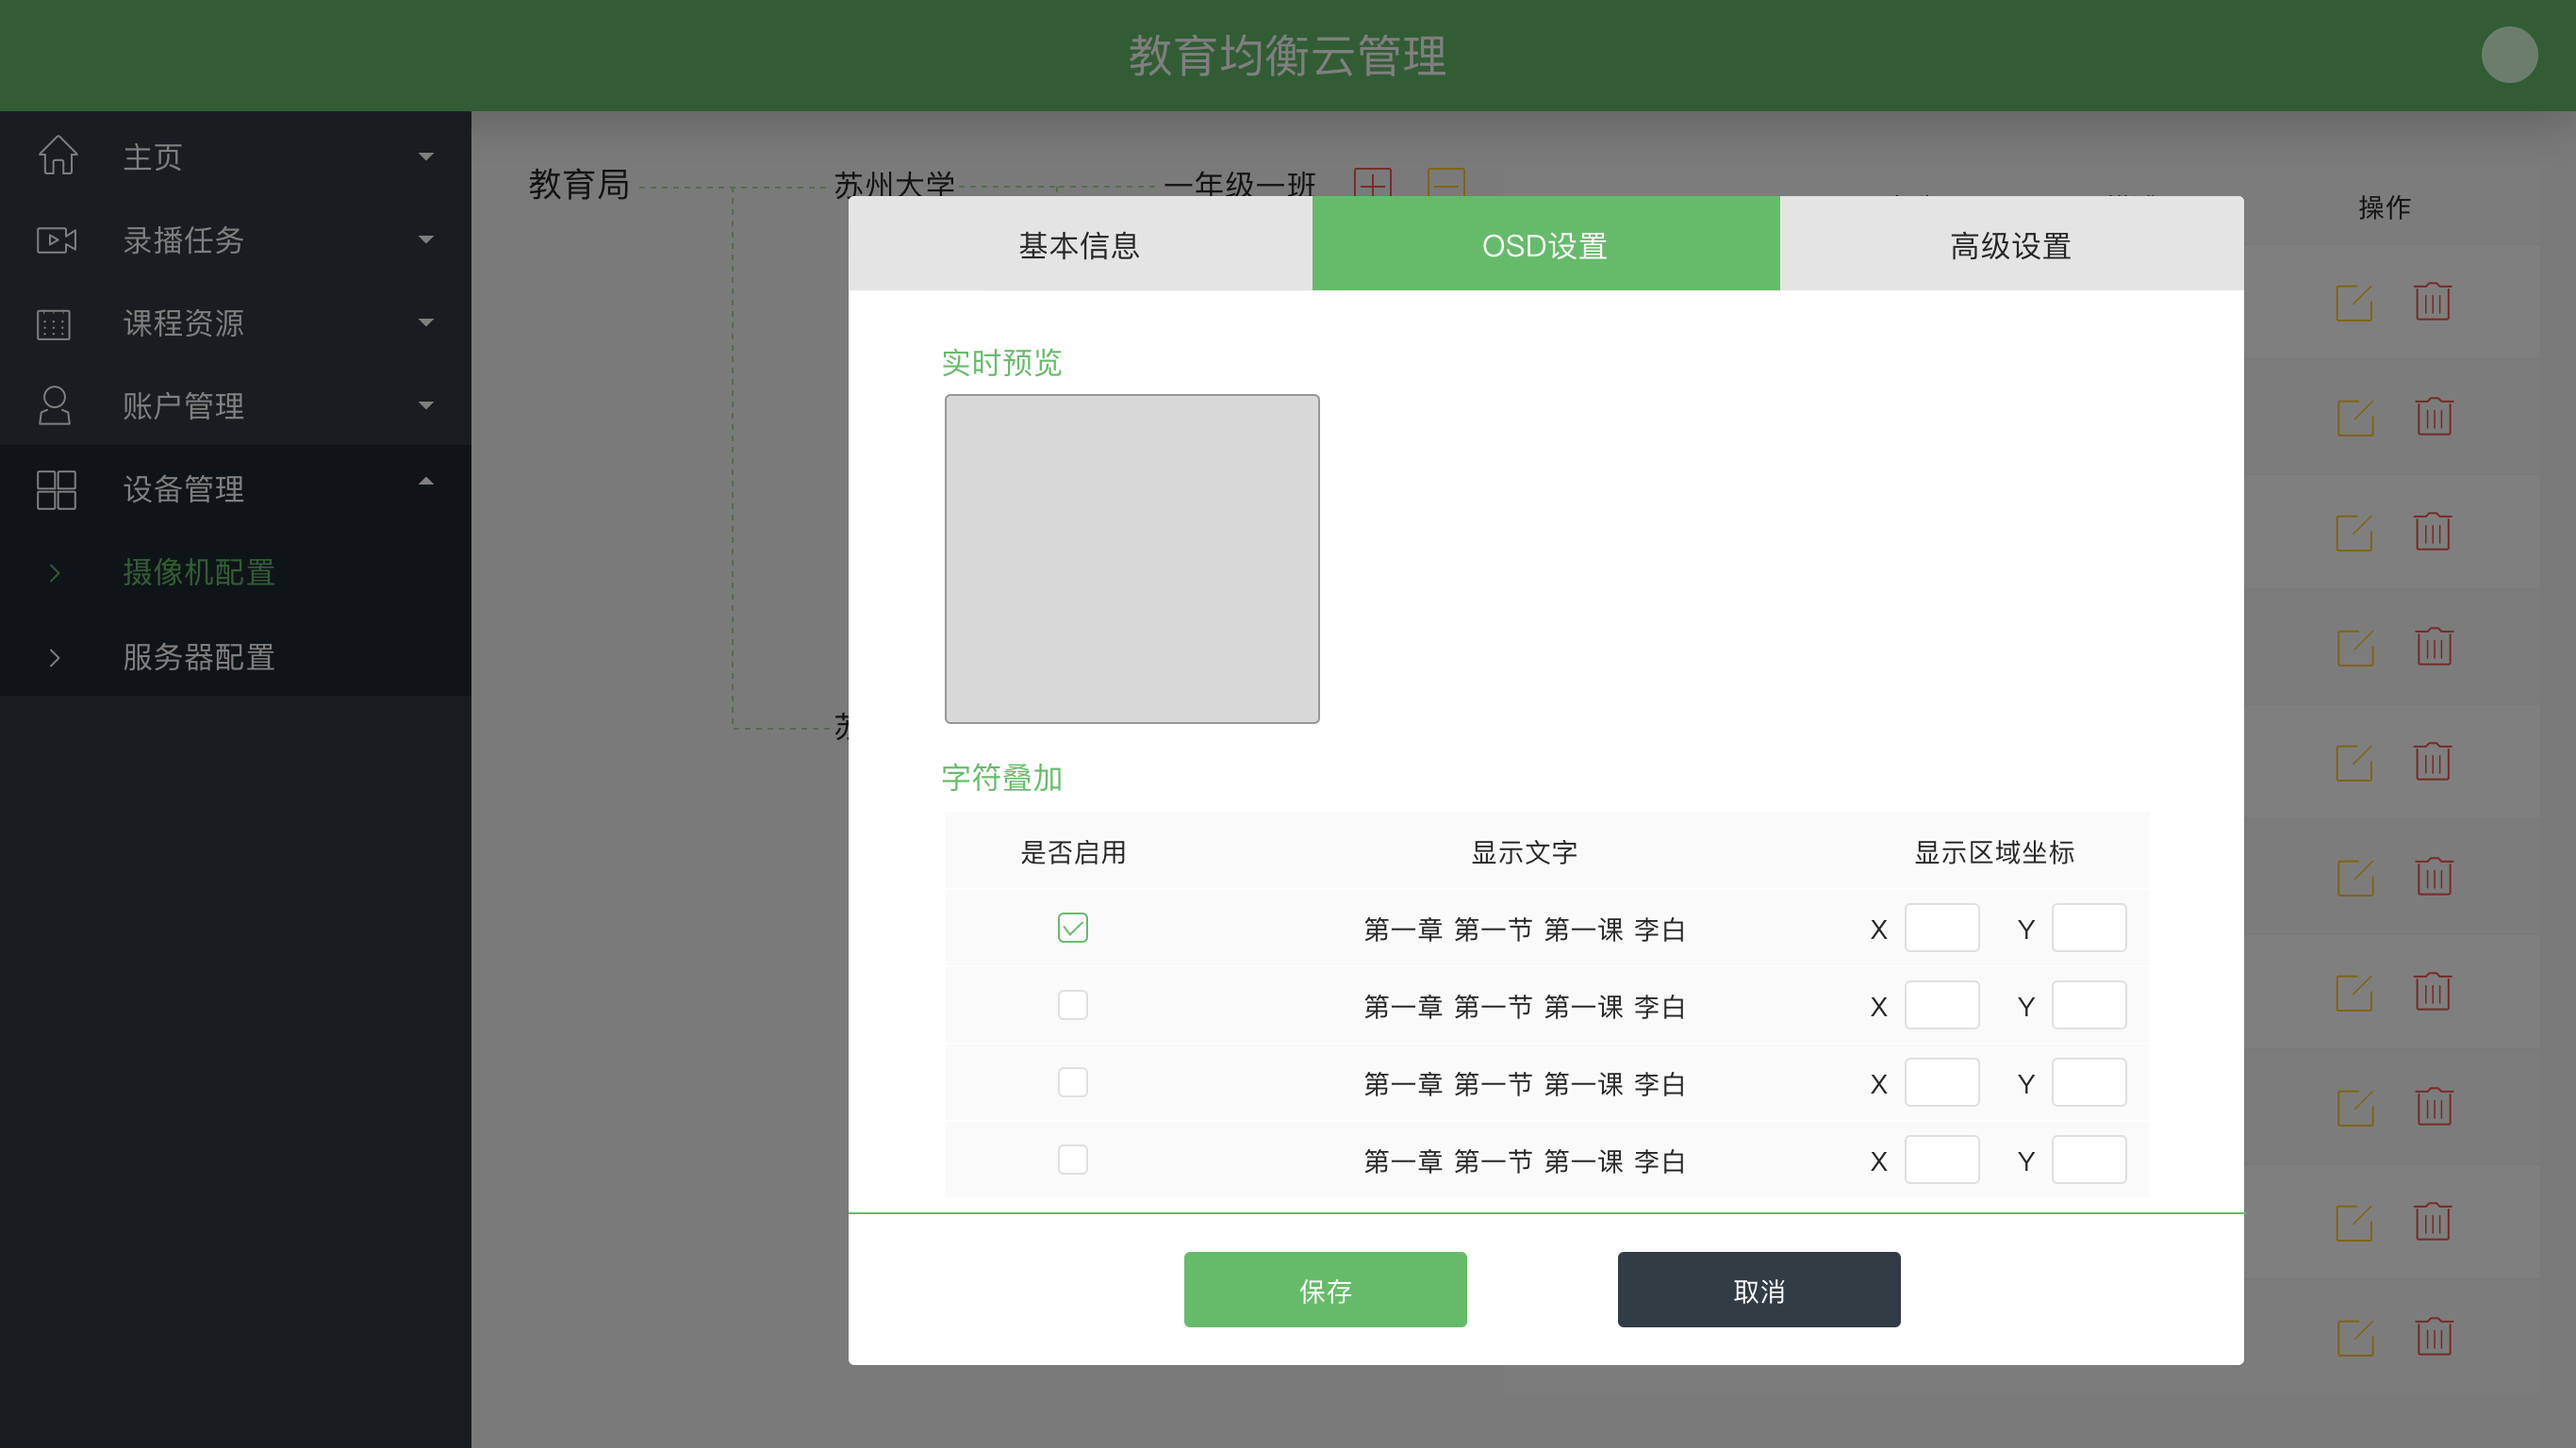 教育均衡云管理
主页
录播任务
课程资源
账户管理
设备管理
摄像机配置
服务器配置
教育局
苏州大学
一年级一班
操作
基本信息
OSD设置
高级设置
实时预览
字符叠加
是否启用 显示文字 显示区域坐标
第一章 第一节 第一课 李白 X Y
第一章 第一节 第一课 李白 X Y
第一章 第一节 第一课 李白 X Y
第一章 第一节 第一课 李白 X Y
保存
取消